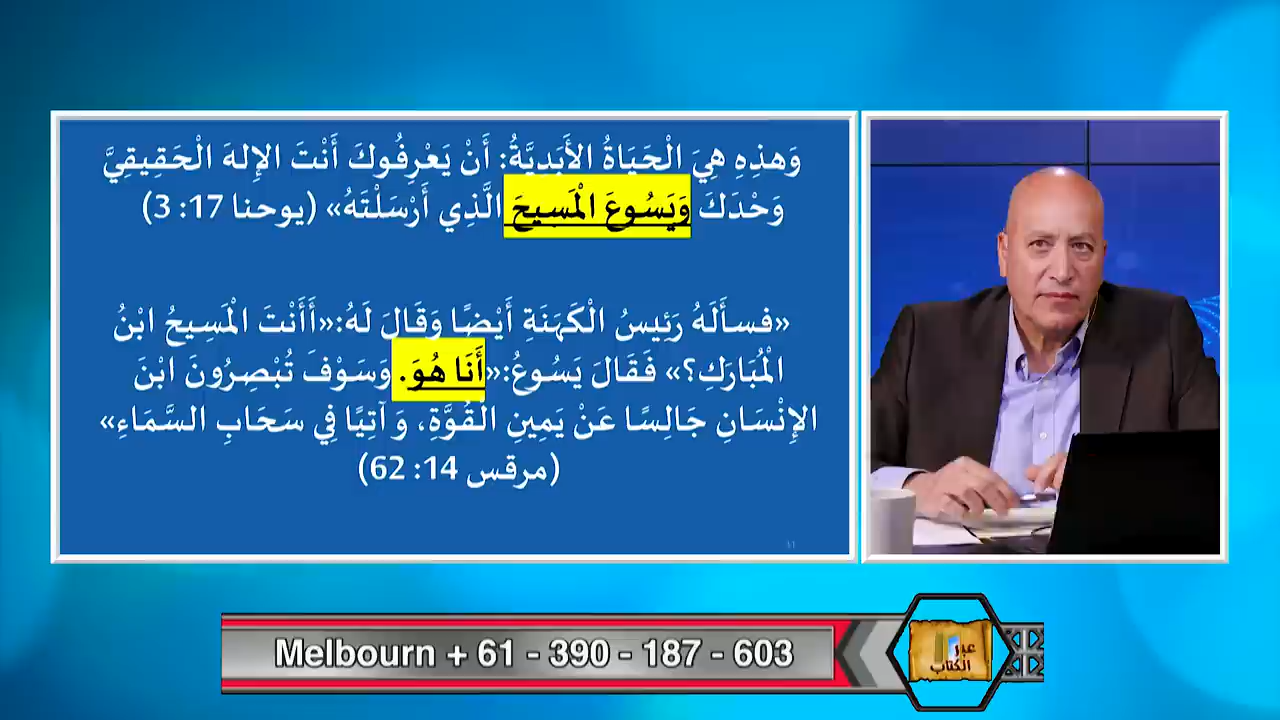 وَهذِهِ هِيَ الْحَيَاةُ الأَبَدِيَّةُ: أَنْ يَعْرِفُوكَ أَنْتَ الإِلهَ الْحَقِيقِيَّ
وَحْدَكَ وَيَسُوعَ الْمَسِيحَ الَّذِي أَرْسَلْتَهُ» (يوحنا 17: 3)
«فسأَلَهُ رَئِيسُ الْكَهَنَةِ أَيْضًا وَقَالَ لَهُ:«أَأَنْتَ الْمَسِيحُ ابْنُ
الْمُبَارَكِ؟» فَقَالَ يَسُوعُ:«أَنَا هُوَ. وَسَوْفَ تُبْصِرُونَ ابْنَ
الإِنْسَانِ جَالِسًا عَنْ يَمِينِ الْقُوَّةِ، وَآتِيًا فِي سَحَابِ السَّمَاءِ»
(مرقس 14: 62)
١١
Melbourn + 61 - 390 - 187 - 603
عبر
الكتاب